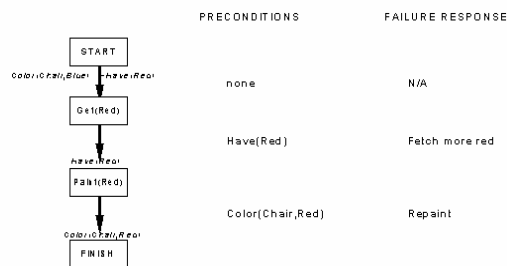 PRECONDITIONS FAILURE RESPONSE
START
Color(Chair,Blue) ~Have(Red)
none N/A
Get(Red)
Have(Red) Fetch more red
Have(Red)
Paint(Red)
Color(Chair,Red) Repaint
Color(Chair,Red)
FINISH